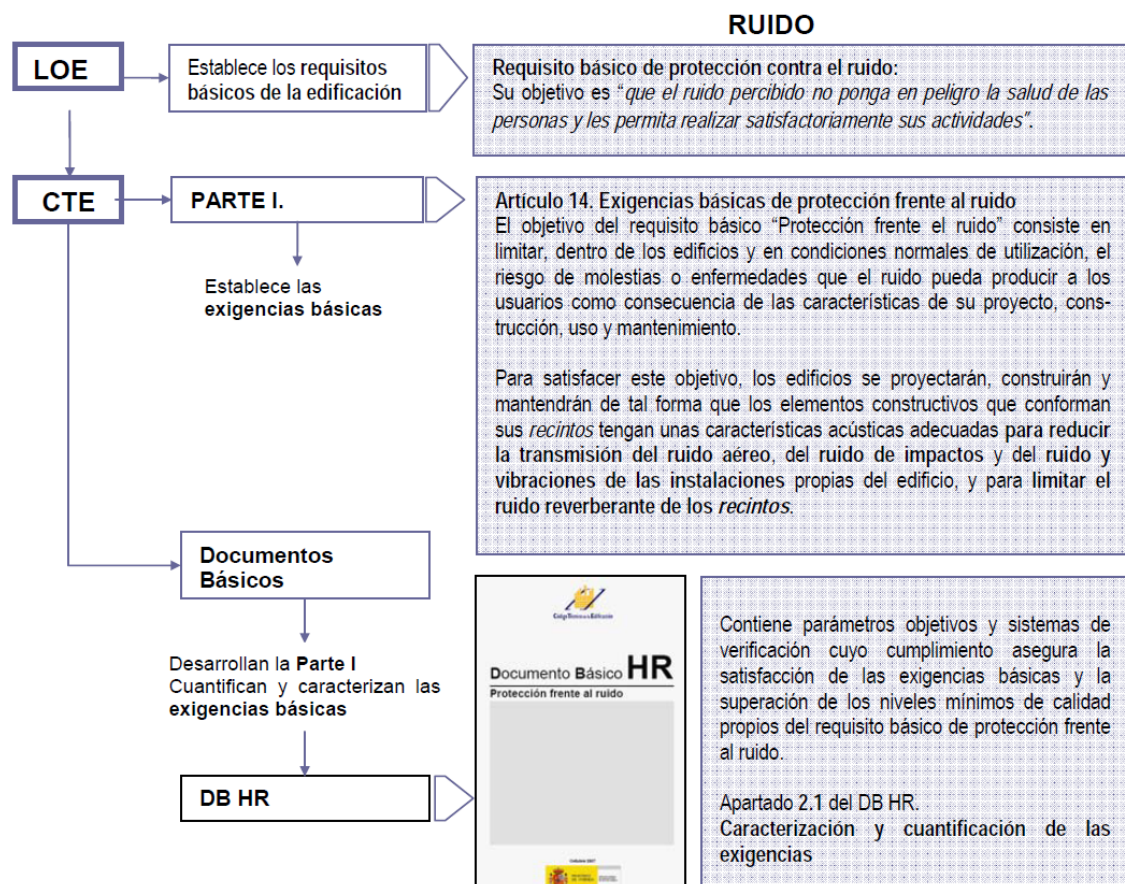 RUIDO
LOE
Establece los requisitos
básicos de la edificación
Requisito básico de protección contra el ruido:
Su objetivo es “que el ruido percibido no ponga en peligro la salud de las
personas y les permita realizar satisfactoriamente sus actividades”.
CTE
PARTE I.
Establece las
exigencias básicas
Artículo 14. Exigencias básicas de protección frente al ruido
El objetivo del requisito básico “Protección frente el ruido” consiste en
limitar, dentro de los edificios y en condiciones normales de utilización, el
riesgo de molestias o enfermedades que el ruido pueda producir a los
usuarios como consecuencia de las características de su proyecto, cons-
trucción, uso y mantenimiento.
Para satisfacer este objetivo, los edificios se proyectarán, construirán y
mantendrán de tal forma que los elementos constructivos que conforman
sus recintos tengan unas características acústicas adecuadas para reducir
la transmisión del ruido aéreo, del ruido de impactos y del ruido y
vibraciones de las instalaciones propias del edificio, y para limitar el
ruido reverberante de los recintos.
Documentos
Básicos
Desarrollan la Parte I
Cuantifican y caracterizan las
exigencias básicas
DB HR
Código Técnico de la Edificación
Documento Básico HR
Protección frente al ruido
Octubre 2007
Contiene parámetros objetivos y sistemas de
verificación cuyo cumplimiento asegura la
satisfacción de las exigencias básicas y la
superación de los niveles mínimos de calidad
propios del requisito básico de protección frente
al ruido.
Apartado 2.1 del DB HR.
Caracterización y cuantificación de las
exigencias